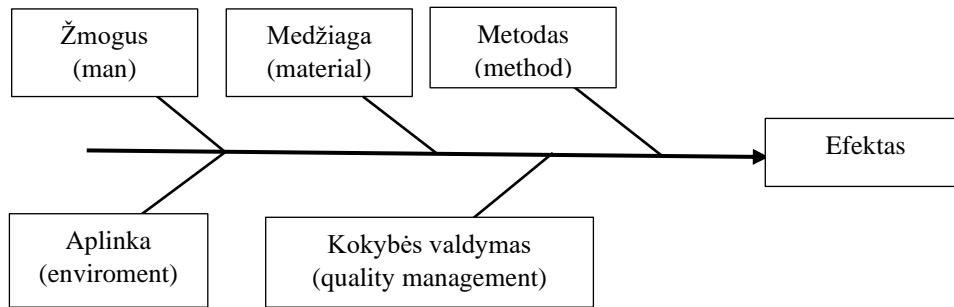 Žmogus
(man)
Medžiaga
(material)
Metodas
(method)
Efektas
Aplinka
(enviroment)
Kokybės valdymas
(quality management)